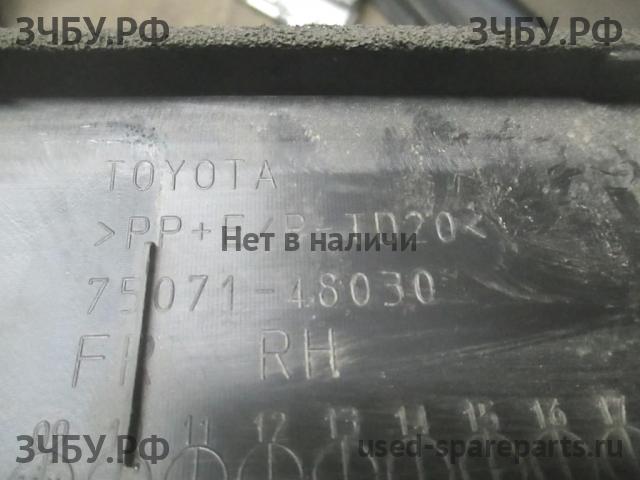 ЗЧБУ.РФ ЗЧБУ.РФ
TOYOTA
>PP+E/P-TD20<
Нет в наличии
75071-48030
FR RH
11 12 13 14 15 16 17
ЗЧБУ.РФ used-spareparts.ru